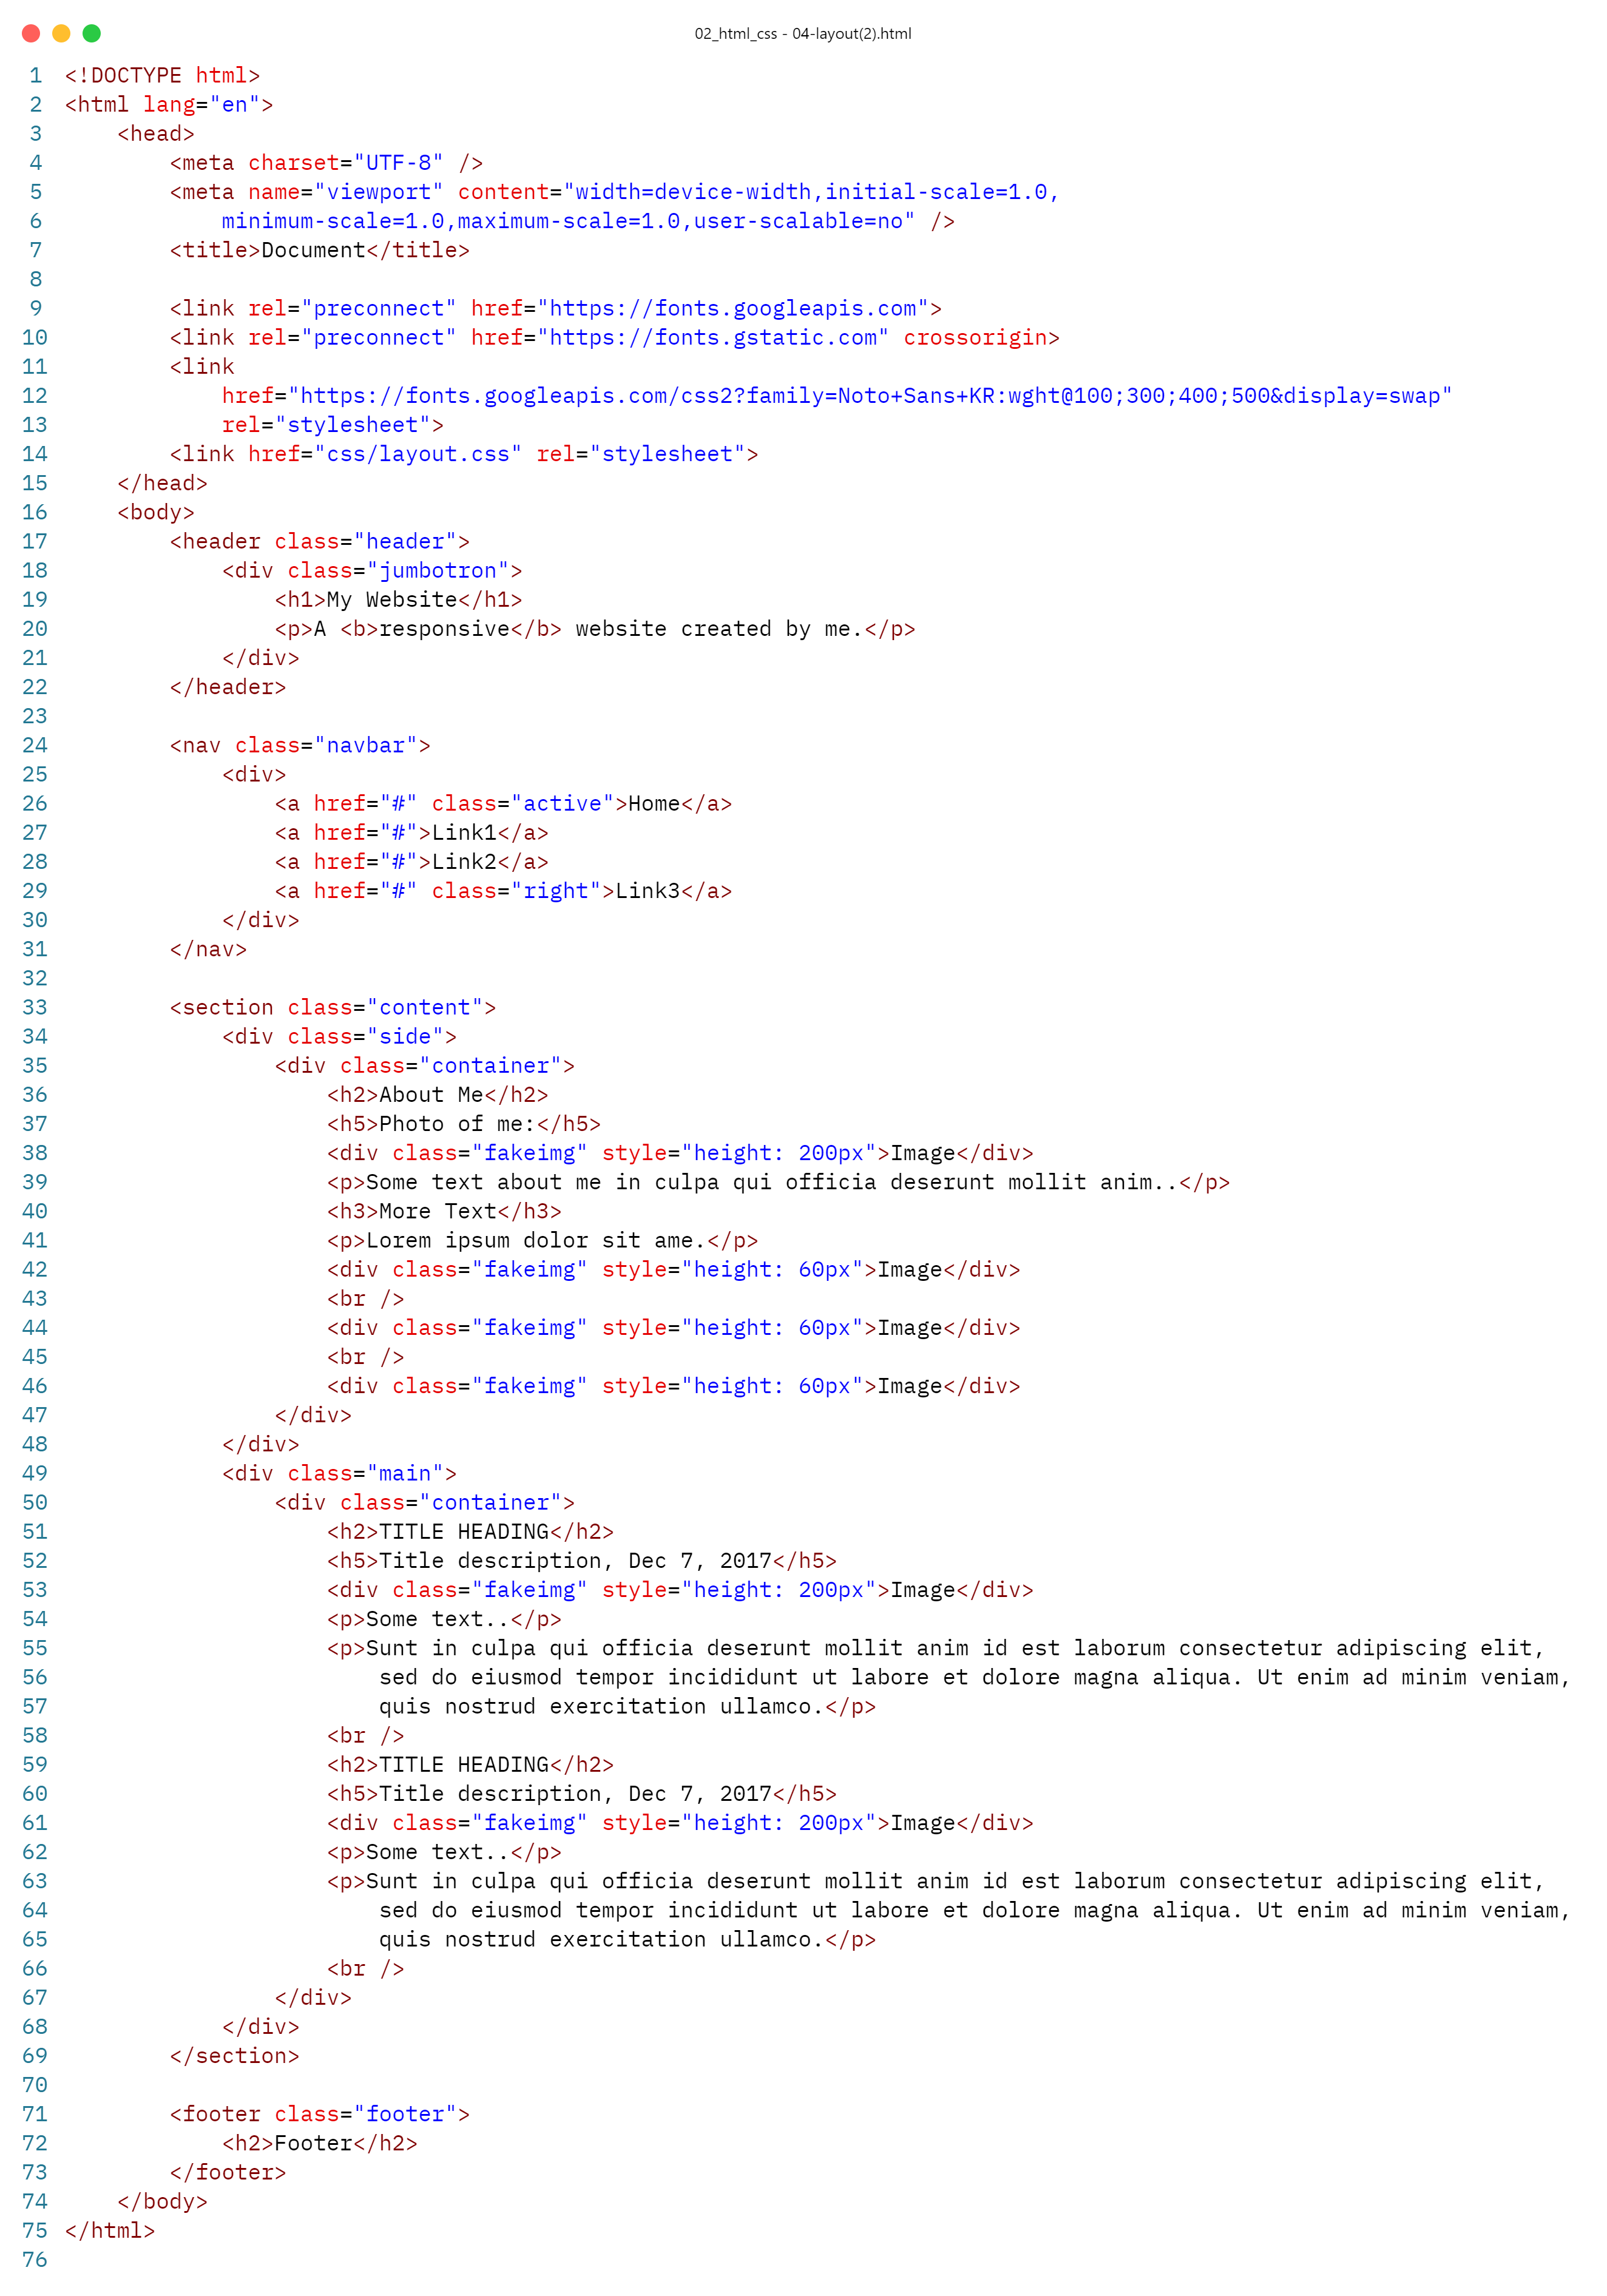 02_html_css - 04-layout(2).html
1 <!DOCTYPE html>
2 <html lang="en">
3     <head>
4         <meta charset="UTF-8" />
5         <meta name="viewport" content="width=device-width,initial-scale=1.0,
6             minimum-scale=1.0,maximum-scale=1.0,user-scalable=no" />
7         <title>Document</title>
8
9         <link rel="preconnect" href="https://fonts.googleapis.com">
10         <link rel="preconnect" href="https://fonts.gstatic.com" crossorigin>
11         <link
12             href="https://fonts.googleapis.com/css2?family=Noto+Sans+KR:wght@100;300;400;500&display=swap"
13             rel="stylesheet">
14         <link href="css/layout.css" rel="stylesheet">
15     </head>
16     <body>
17         <header class="header">
18             <div class="jumbotron">
19                 <h1>My Website</h1>
20                 <p>A <b>responsive</b> website created by me.</p>
21             </div>
22         </header>
23
24         <nav class="navbar">
25             <div>
26                 <a href="#" class="active">Home</a>
27                 <a href="#">Link1</a>
28                 <a href="#">Link2</a>
29                 <a href="#" class="right">Link3</a>
30             </div>
31         </nav>
32
33         <section class="content">
34             <div class="side">
35                 <div class="container">
36                     <h2>About Me</h2>
37                     <h5>Photo of me:</h5>
38                     <div class="fakeimg" style="height: 200px">Image</div>
39                     <p>Some text about me in culpa qui officia deserunt mollit anim..</p>
40                     <h3>More Text</h3>
41                     <p>Lorem ipsum dolor sit ame.</p>
42                     <div class="fakeimg" style="height: 60px">Image</div>
43                     <br />
44                     <div class="fakeimg" style="height: 60px">Image</div>
45                     <br />
46                     <div class="fakeimg" style="height: 60px">Image</div>
47                 </div>
48             </div>
49             <div class="main">
50                 <div class="container">
51                     <h2>TITLE HEADING</h2>
52                     <h5>Title description, Dec 7, 2017</h5>
53                     <div class="fakeimg" style="height: 200px">Image</div>
54                     <p>Some text..</p>
55                     <p>Sunt in culpa qui officia deserunt mollit anim id est laborum consectetur adipiscing elit,
56                         sed do eiusmod tempor incididunt ut labore et dolore magna aliqua. Ut enim ad minim veniam,
57                         quis nostrud exercitation ullamco.</p>
58                     <br />
59                     <h2>TITLE HEADING</h2>
60                     <h5>Title description, Dec 7, 2017</h5>
61                     <div class="fakeimg" style="height: 200px">Image</div>
62                     <p>Some text..</p>
63                     <p>Sunt in culpa qui officia deserunt mollit anim id est laborum consectetur adipiscing elit,
64                         sed do eiusmod tempor incididunt ut labore et dolore magna aliqua. Ut enim ad minim veniam,
65                         quis nostrud exercitation ullamco.</p>
66                     <br />
67                 </div>
68             </div>
69         </section>
70
71         <footer class="footer">
72             <h2>Footer</h2>
73         </footer>
74     </body>
75 </html>
76